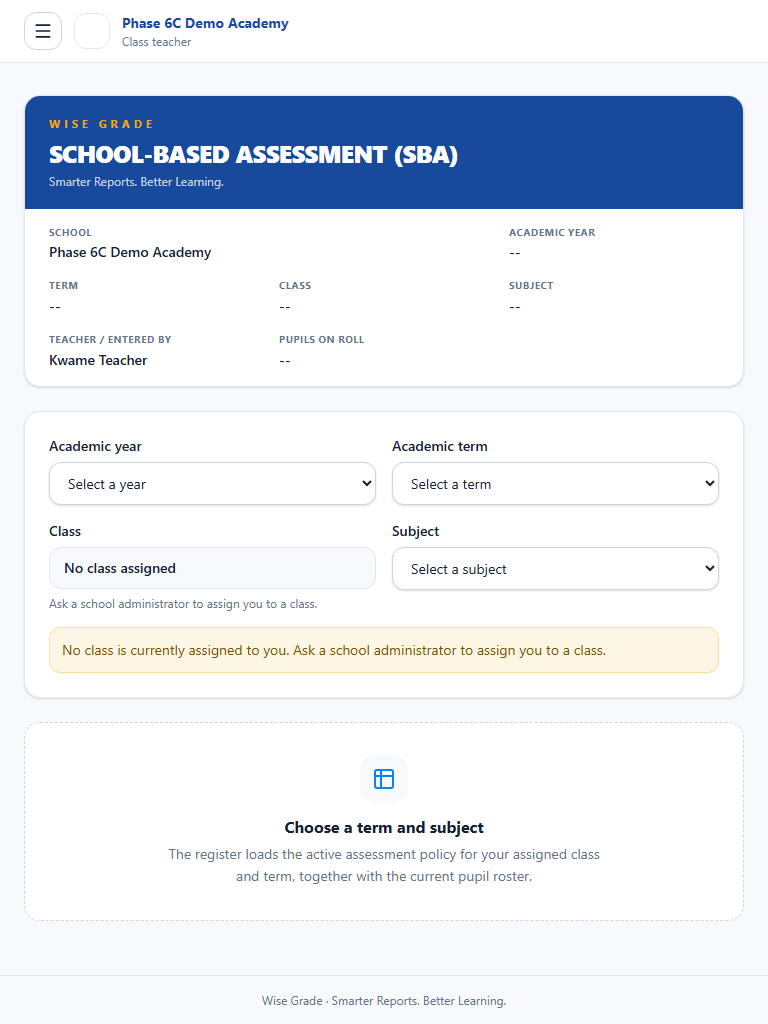 Phase 6C Demo Academy
Class teacher
WISE GRADE
SCHOOL-BASED ASSESSMENT (SBA)
Smarter Reports. Better Learning.
SCHOOL
Phase 6C Demo Academy
ACADEMIC YEAR
--
TERM
--
CLASS
--
SUBJECT
--
TEACHER / ENTERED BY
Kwame Teacher
PUPILS ON ROLL
--
Academic year
Select a year
Academic term
Select a term
Class
No class assigned
Ask a school administrator to assign you to a class.
Subject
Select a subject
No class is currently assigned to you. Ask a school administrator to assign you to a class.
Choose a term and subject
The register loads the active assessment policy for your assigned class
and term, together with the current pupil roster.
Wise Grade · Smarter Reports. Better Learning.